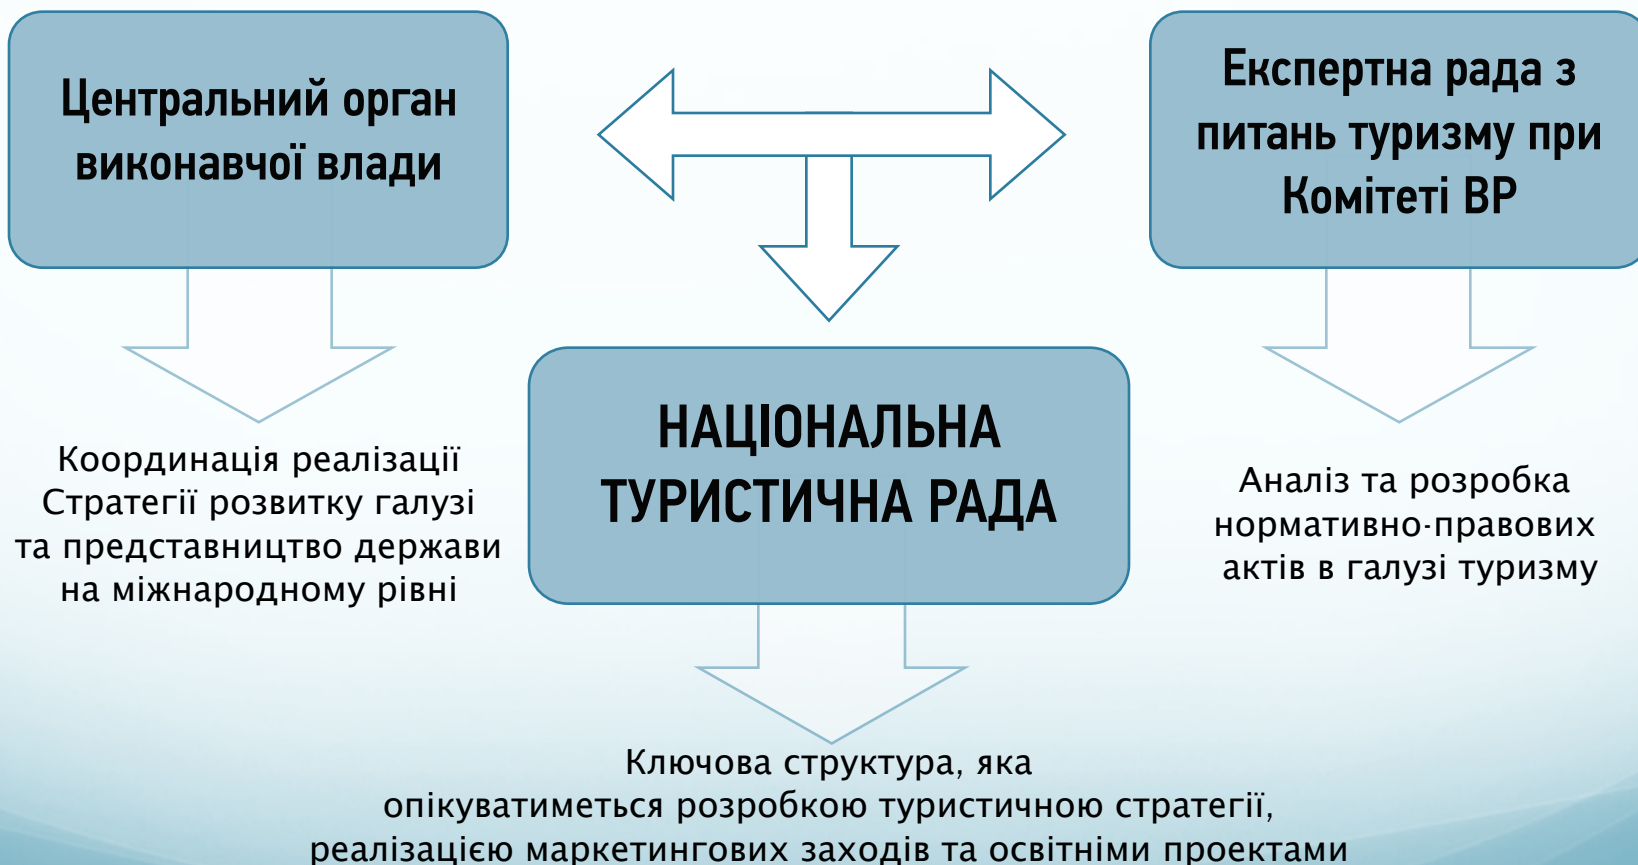 Центральний орган
виконавчої влади
Експертна рада з
питань туризму при
Комітеті ВР
НАЦІОНАЛЬНА
ТУРИСТИЧНА РАДА
Координація реалізації
Стратегії розвитку галузі
та представництво держави
на міжнародному рівні
Аналіз та розробка
нормативно-правових
актів в галузі туризму
Ключова структура, яка
опікуватиметься розробкою туристичною стратегії,
реалізацією маркетингових заходів та освітніми проектами